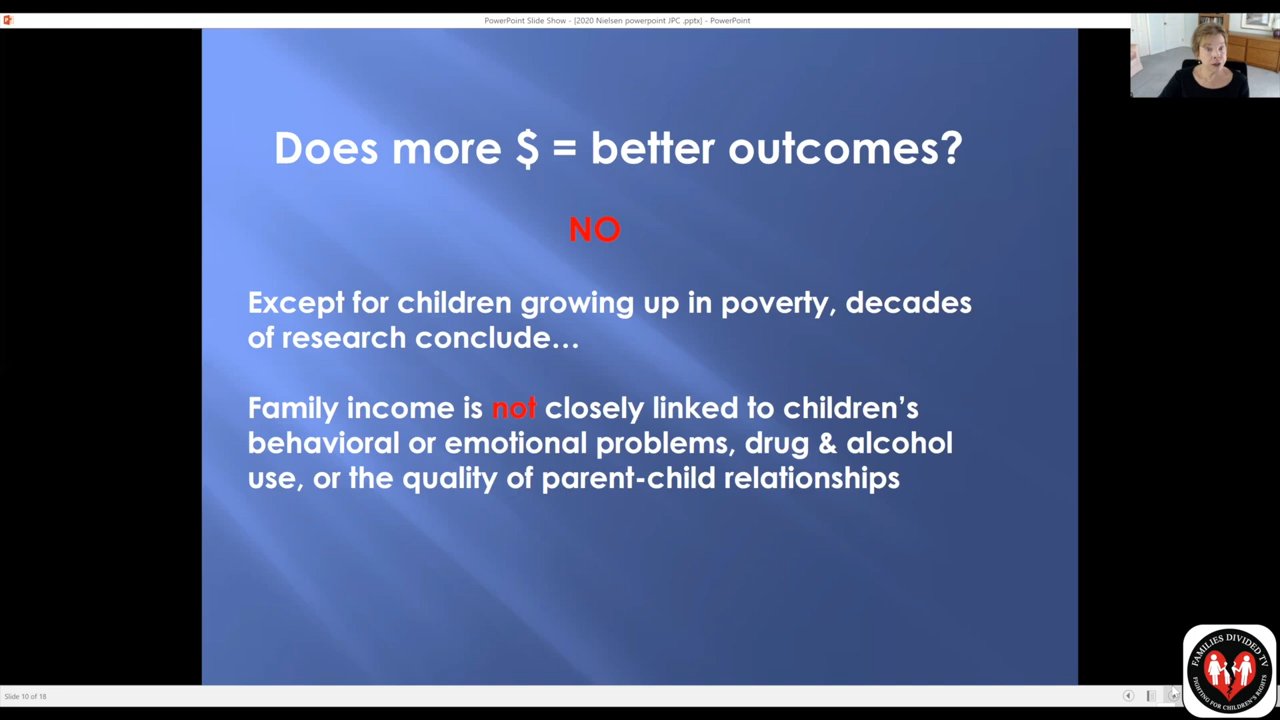 PowerPoint Slide Show - [2020 Nielsen powerpoint JPC .pptx] - PowerPoint
Does more $ = better outcomes?
NO
Except for children growing up in poverty, decades
of research conclude…
Family income is not closely linked to children’s
behavioral or emotional problems, drug & alcohol
use, or the quality of parent-child relationships
Slide 10 of 18
FAMILIES DIVIDED TV
FIGHTING FOR CHILDREN'S RIGHTS